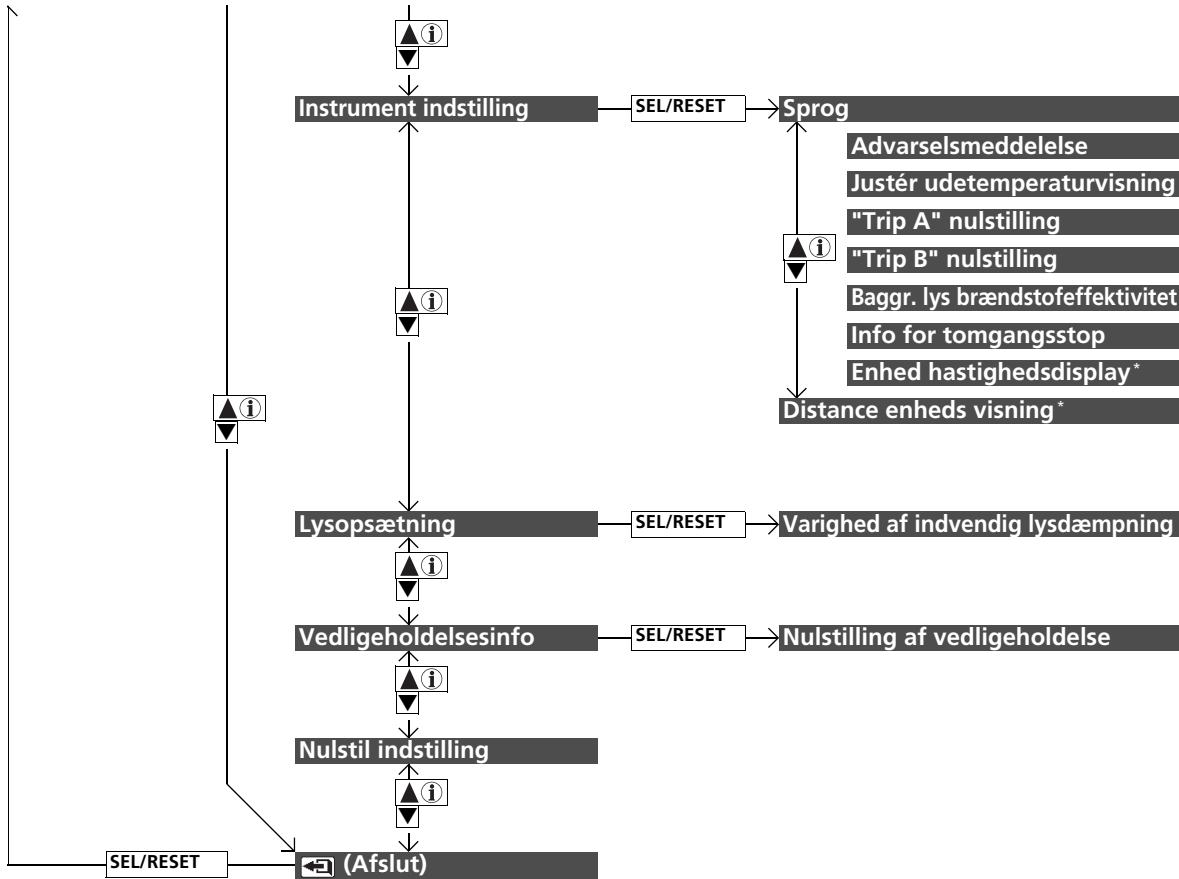 Instrument indstilling SEL/RESET Sprog
Advarselsmeddelelse
Justér udetemperaturvisning
"Trip A" nulstilling
"Trip B" nulstilling
Baggr. lys brændstofeffektivitet
Info for tomgangsstop
Enhed hastighedsdisplay*
Distance enheds visning*
Lysopsætning SEL/RESET Varighed af indvendig lysdæmpning
Vedligeholdelsesinfo SEL/RESET Nulstilling af vedligeholdelse
Nulstil indstilling
SEL/RESET (Afslut)